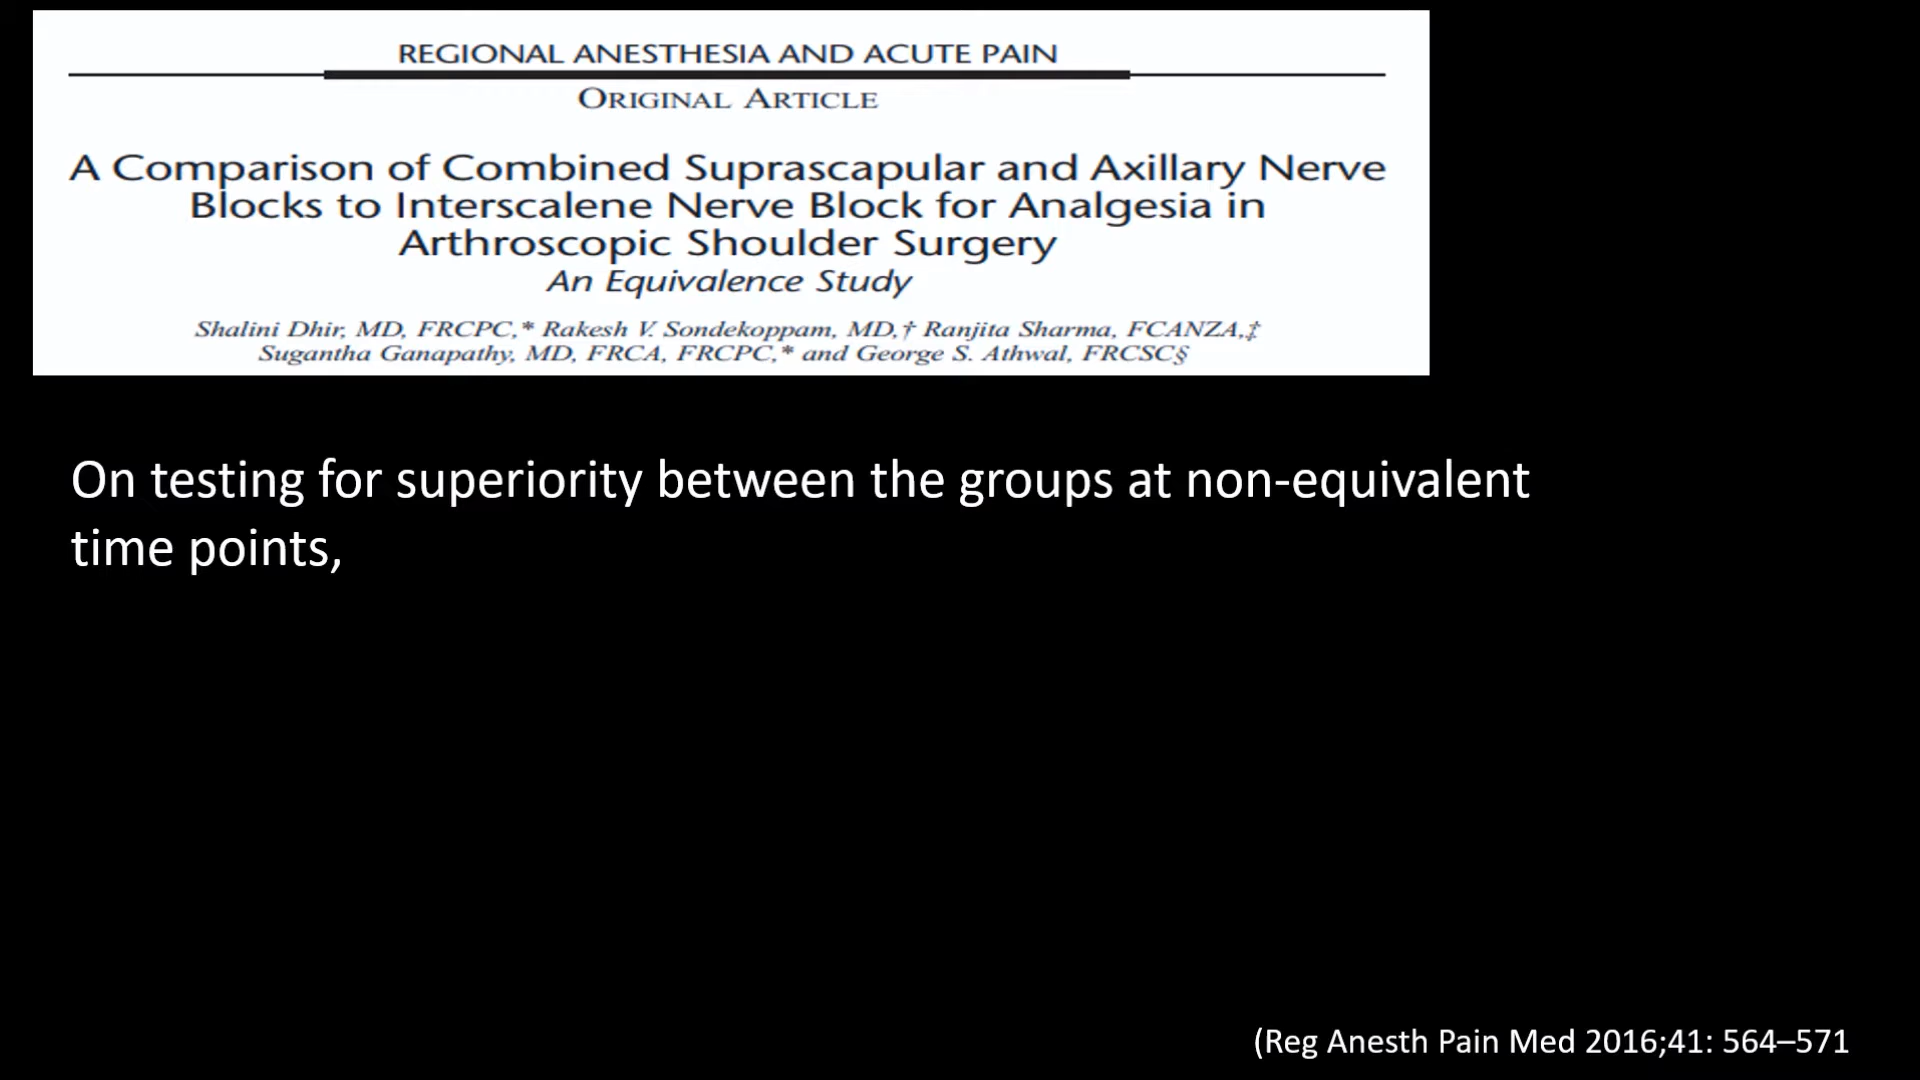 REGIONAL ANESTHESIA AND ACUTE PAIN
ORIGINAL ARTICLE
A Comparison of Combined Suprascapular and Axillary Nerve
Blocks to Interscalene Nerve Block for Analgesia in
Arthroscopic Shoulder Surgery
An Equivalence Study
Shalini Dhir, MD, FRCPC,* Rakesh V. Sondekoppam, MD,† Ranjita Sharma, FCANZA,‡
Sugantha Ganapathy, MD, FRCA, FRCPC,* and George S. Athwal, FRCSC§
On testing for superiority between the groups at non-equivalent
time points,
(Reg Anesth Pain Med 2016;41: 564–571